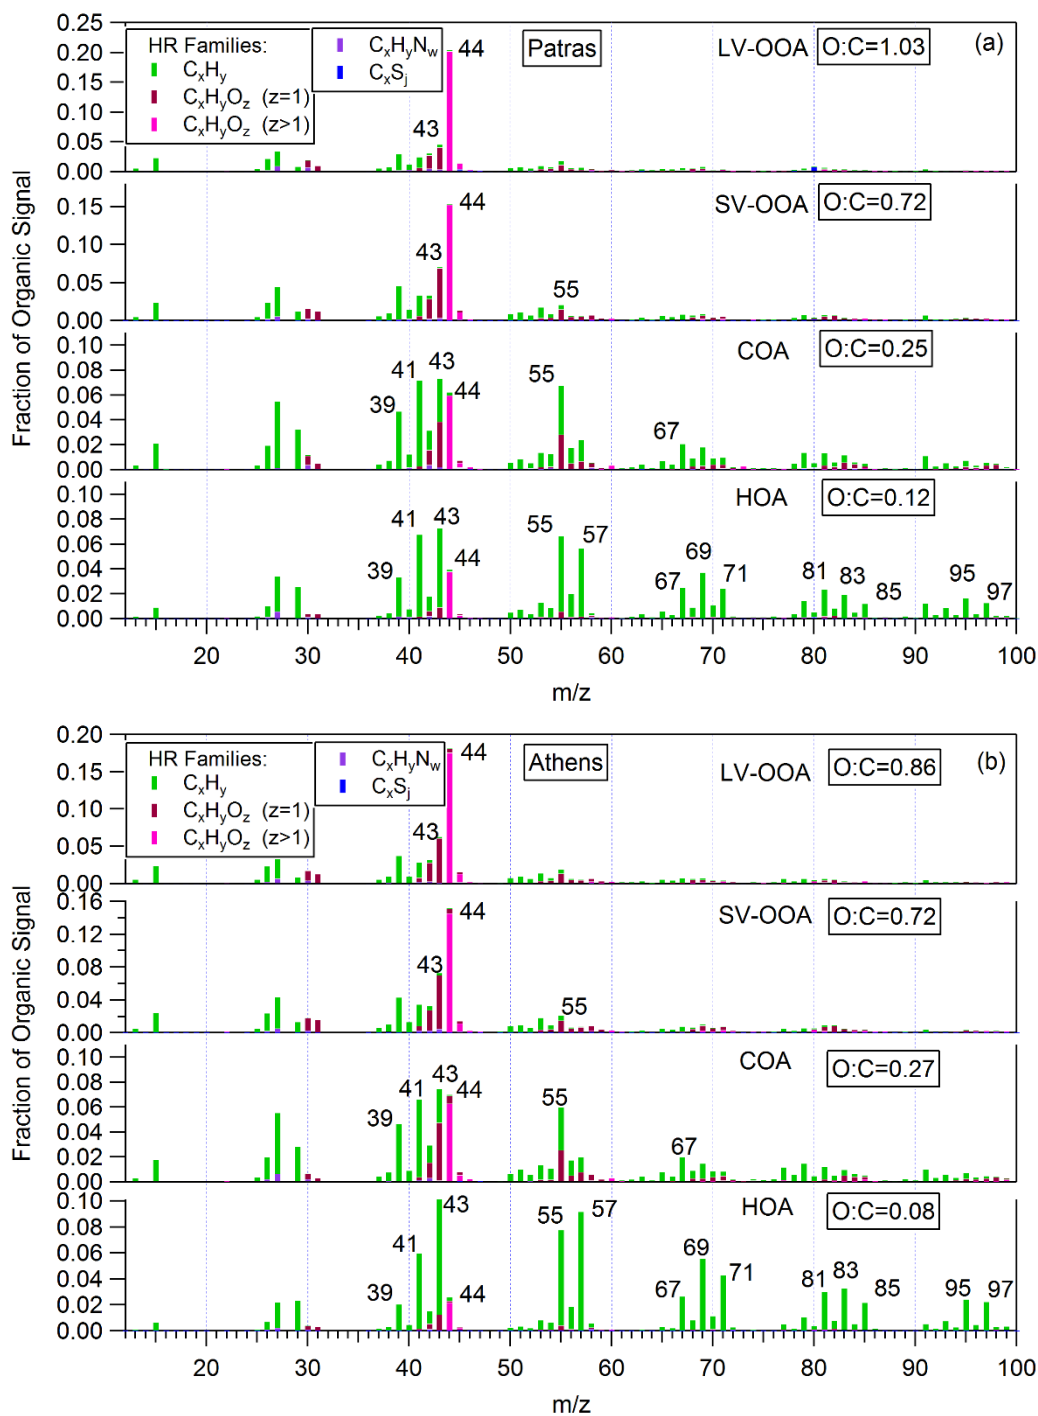 0.25
0.20
0.15
0.10
0.05
0.00
HR Families:
CₓHᵧ
CₓHᵧO_z (z=1)
CₓHᵧO_z (z>1)
CₓHᵧN_w
CₓSⱼ
Patras
LV-OOA
O:C=1.03
(a)
43
44
0.15
0.10
0.05
0.00
SV-OOA
O:C=0.72
43
44
55
0.10
0.08
0.06
0.04
0.02
0.00
COA
O:C=0.25
39
41
43
44
55
67
0.10
0.08
0.06
0.04
0.02
0.00
HOA
O:C=0.12
39
41
43
44
55
57
67
69
71
81
83
85
95
97
Fraction of Organic Signal
20 30 40 50 60 70 80 90 100
m/z
0.20
0.15
0.10
0.05
0.00
HR Families:
CₓHᵧ
CₓHᵧO_z (z=1)
CₓHᵧO_z (z>1)
CₓHᵧN_w
CₓSⱼ
Athens
LV-OOA
O:C=0.86
(b)
43
44
0.16
0.12
0.08
0.04
0.00
SV-OOA
O:C=0.72
43
44
55
0.10
0.08
0.06
0.04
0.02
0.00
COA
O:C=0.27
39
41
43
44
55
67
0.10
0.08
0.06
0.04
0.02
0.00
HOA
O:C=0.08
39
41
43
44
55
57
67
69
71
81
83
85
95
97
Fraction of Organic Signal
20 30 40 50 60 70 80 90 100
m/z